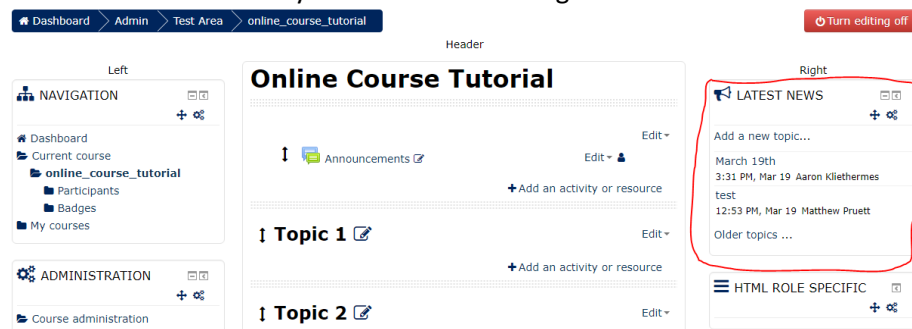 Dashboard Admin Test Area online_course_tutorial
Turn editing off
Header
Left
NAVIGATION
Dashboard
Current course
online_course_tutorial
Participants
Badges
My courses
ADMINISTRATION
Course administration
Online Course Tutorial
Edit
Announcements Edit
+Add an activity or resource
Topic 1 Edit
+Add an activity or resource
Topic 2 Edit
Right
LATEST NEWS
Add a new topic...
March 19th
3:31 PM, Mar 19 Aaron Kliethermes
test
12:53 PM, Mar 19 Matthew Pruett
Older topics ...
HTML ROLE SPECIFIC